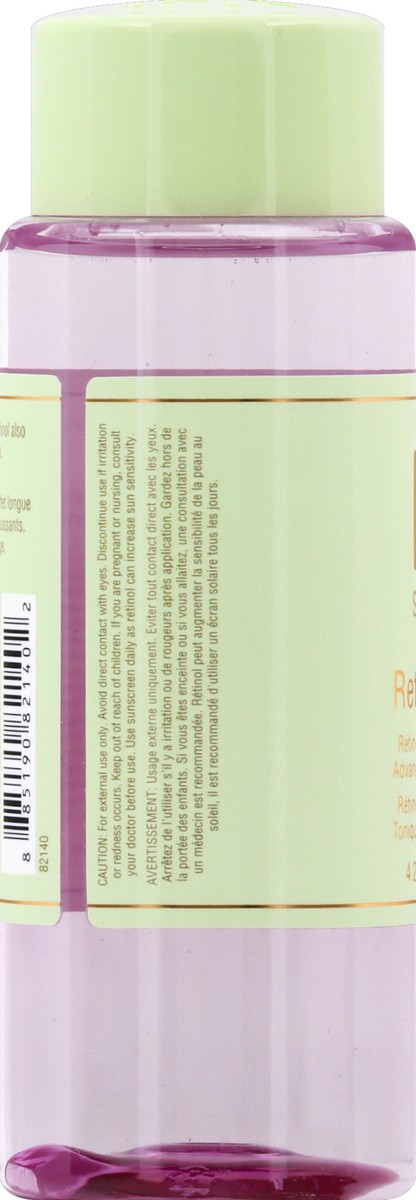 CAUTION: For external use only. Avoid direct contact with eyes. Discontinue use if irritation
or redness occurs. Keep out of reach of children. If you are pregnant or nursing, consult
your doctor before use. Use sunscreen daily as retinol can increase sun sensitivity.
AVERTISSEMENT: Usage externe uniquement. Eviter tout contact direct avec les yeux.
Arrêtez de l'utiliser s'il y a irritation ou de rougeurs après application. Gardez hors de
la portée des enfants. Si vous êtes enceinte ou si vous allaitez, une consultation avec
un médecin est recommandée. Rétinol peut augmenter la sensibilité de la peau au
soleil, il est recommandé d'utiliser un écran solaire tous les jours.
also
longue
8 85190 82140 2
82140